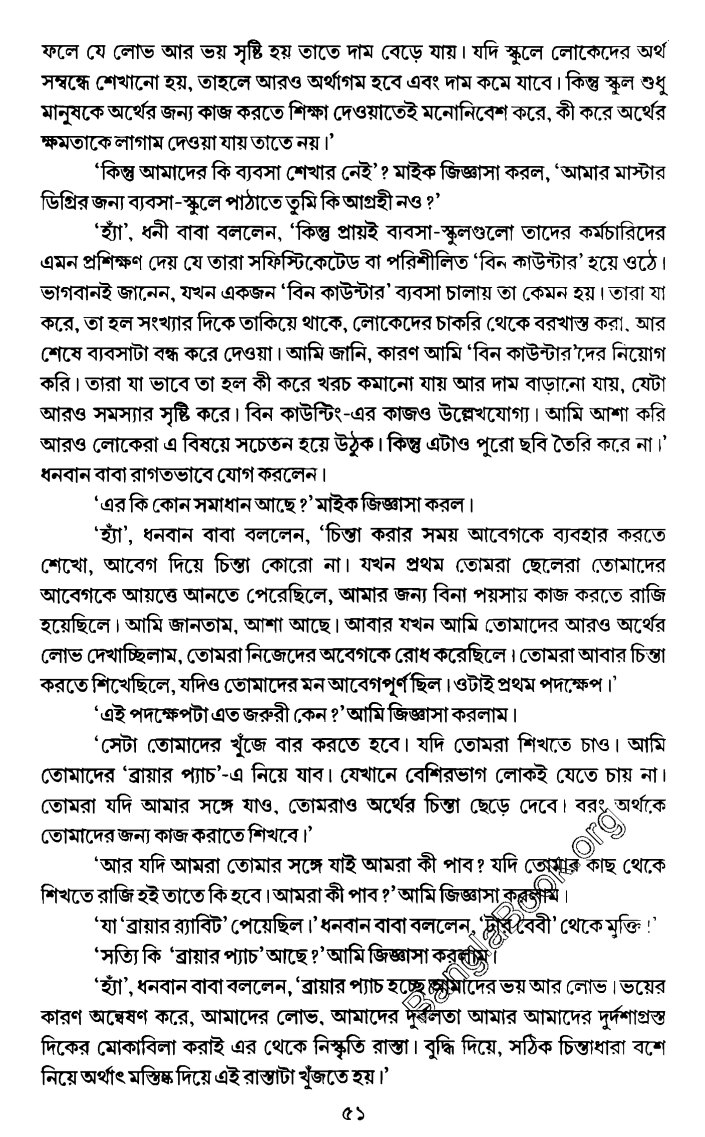 ফলে যে লোভ আর ভয় সৃষ্টি হয় তাতে দাম বেড়ে যায়। যদি স্কুলে লোকেদের অর্থ
সম্বন্ধে শেখানো হয়, তাহলে আরও অর্থাগম হবে এবং দাম কমে যাবে। কিন্তু স্কুল শুধু
মানুষকে অর্থের জন্য কাজ করতে শিক্ষা দেওয়াতেই মনোনিবেশ করে, কী করে অর্থের
ক্ষমতাকে লাগাম দেওয়া যায় তাতে নয়।’
‘কিন্তু আমাদের কি ব্যবসা শেখার নেই’? মাইক জিজ্ঞাসা করল, ‘আমার মাস্টার
ডিগ্রির জন্য ব্যবসা-স্কুলে পাঠাতে তুমি কি আগ্রহী নও?’
‘হ্যাঁ’, ধনী বাবা বললেন, ‘কিন্তু প্রায়ই ব্যবসা-স্কুলগুলো তাদের কর্মচারিদের
এমন প্রশিক্ষণ দেয় যে তারা সফিস্টিকেটেড বা পরিশীলিত ‘বিন কাউন্টার’ হয়ে ওঠে।
ভাগবানই জানেন, যখন একজন ‘বিন কাউন্টার’ ব্যবসা চালায় তা কেমন হয়। তারা যা
করে, তা হল সংখ্যার দিকে তাকিয়ে থাকে, লোকেদের চাকরি থেকে বরখাস্ত করা, আর
শেষে ব্যবসাটা বন্ধ করে দেওয়া। আমি জানি, কারণ আমি ‘বিন কাউন্টার’দের নিয়োগ
করি। তারা যা ভাবে তা হল কী করে খরচ কমানো যায় আর দাম বাড়ানো যায়, যেটা
আরও সমস্যার সৃষ্টি করে। বিন কাউন্টিং-এর কাজও উল্লেখযোগ্য। আমি আশা করি
আরও লোকেরা এ বিষয়ে সচেতন হয়ে উঠুক। কিন্তু এটাও পুরো ছবি তৈরি করে না।’
ধনবান বাবা রাগতভাবে যোগ করলেন।
‘এর কি কোন সমাধান আছে?’ মাইক জিজ্ঞাসা করল।
‘হ্যাঁ’, ধনবান বাবা বললেন, ‘চিন্তা করার সময় আবেগকে ব্যবহার করতে
শেখো, আবেগ দিয়ে চিন্তা কোরো না। যখন প্রথম তোমরা ছেলেরা তোমাদের
আবেগকে আয়ত্তে আনতে পেরেছিলে, আমার জন্য বিনা পয়সায় কাজ করতে রাজি
হয়েছিলে। আমি জানতাম, আশা আছে। আবার যখন আমি তোমাদের আরও অর্থের
লোভ দেখাচ্ছিলাম, তোমরা নিজেদের অবেগকে রোধ করেছিলে। তোমরা আবার চিন্তা
করতে শিখেছিলে, যদিও তোমাদের মন আবেগপূর্ণ ছিল। ওটাই প্রথম পদক্ষেপ।’
‘এই পদক্ষেপটা এত জরুরী কেন?’ আমি জিজ্ঞাসা করলাম।
‘সেটা তোমাদের খুঁজে বার করতে হবে। যদি তোমরা শিখতে চাও। আমি
তোমাদের ‘ব্রায়ার প্যাচ’-এ নিয়ে যাব। যেখানে বেশিরভাগ লোকই যেতে চায় না।
তোমরা যদি আমার সঙ্গে যাও, তোমরাও অর্থের চিন্তা ছেড়ে দেবে। বরং অর্থকে
তোমাদের জন্য কাজ করাতে শিখবে।’
‘আর যদি আমরা তোমার সঙ্গে যাই আমরা কী পাব? যদি তোমার কাছ থেকে
শিখতে রাজি হই তাতে কি হবে। আমরা কী পাব?’ আমি জিজ্ঞাসা করলাম।
‘যা ‘ব্রায়ার র‍্যাবিট’ পেয়েছিল।’ ধনবান বাবা বললেন, ‘টার বেবী’ থেকে মুক্তি!’
‘সত্যি কি ‘ব্রায়ার প্যাচ’ আছে?’ আমি জিজ্ঞাসা করলাম।
‘হ্যাঁ’, ধনবান বাবা বললেন, ‘ব্রায়ার প্যাচ হচ্ছে আমাদের ভয় আর লোভ। ভয়ের
কারণ অন্বেষণ করে, আমাদের লোভ, আমাদের দুর্বলতা আমার আমাদের দুর্দশাগ্রস্ত
দিকের মোকাবিলা করাই এর থেকে নিস্কৃতি রাস্তা। বুদ্ধি দিয়ে, সঠিক চিন্তাধারা বশে
নিয়ে অর্থাৎ মস্তিষ্ক দিয়ে এই রাস্তাটা খুঁজতে হয়।’
BanglaBook.org
৫১